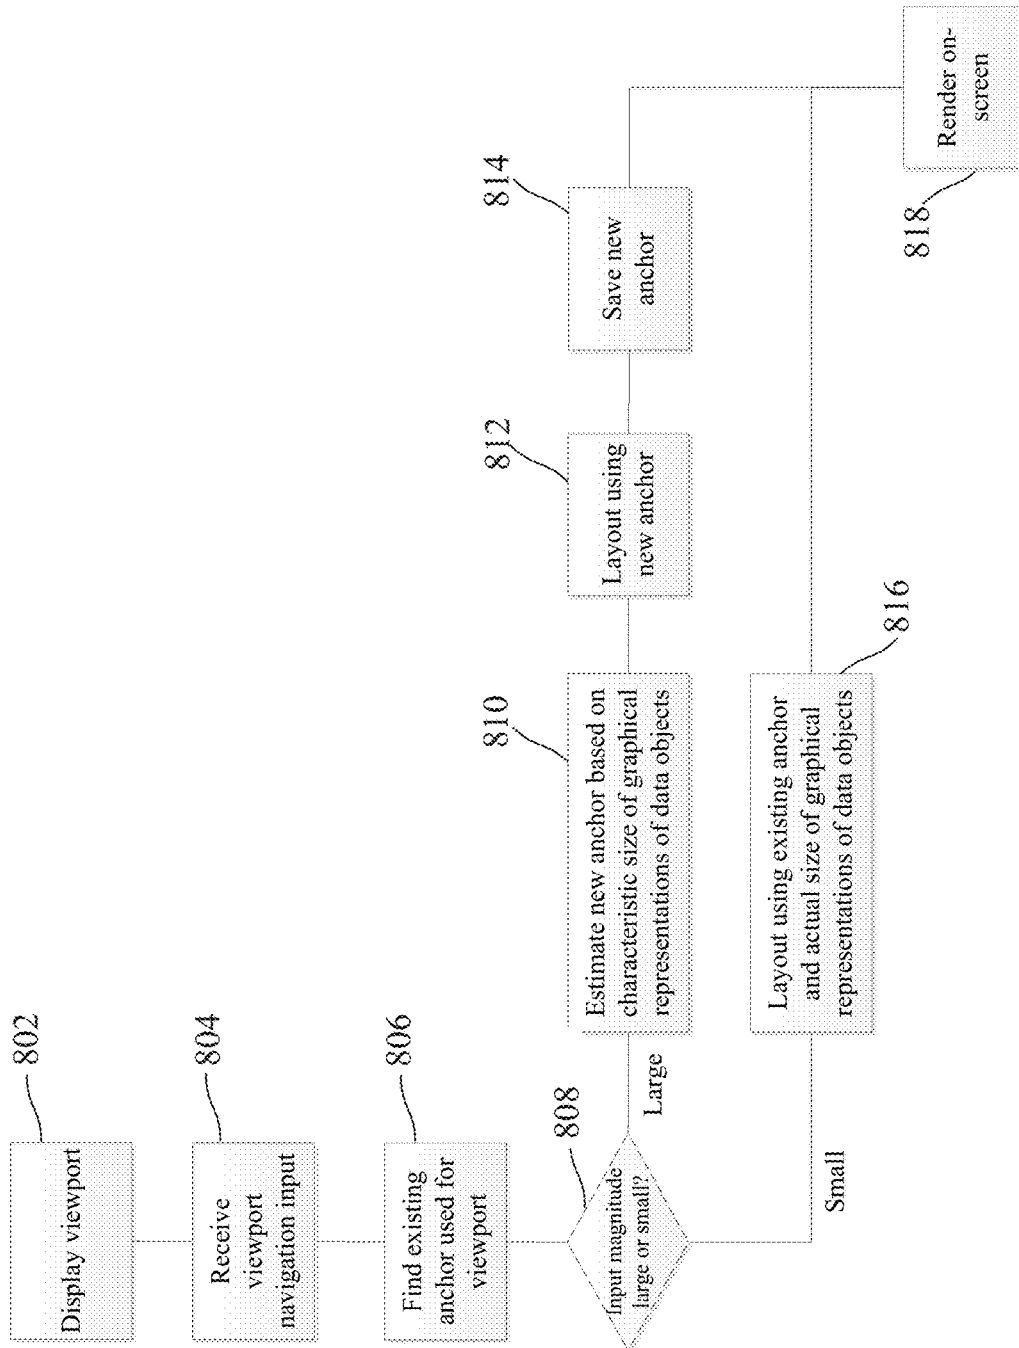 802
Display viewport
804
Receive
viewport
navigation input
806
Find existing
anchor used for
viewport
808
Input magnitude
large or small?
Large
Small
810
Estimate new anchor based on
characteristic size of graphical
representations of data objects
812
Layout using
new anchor
814
Save new
anchor
816
Layout using existing anchor
and actual size of graphical
representations of data objects
818
Render on-
screen